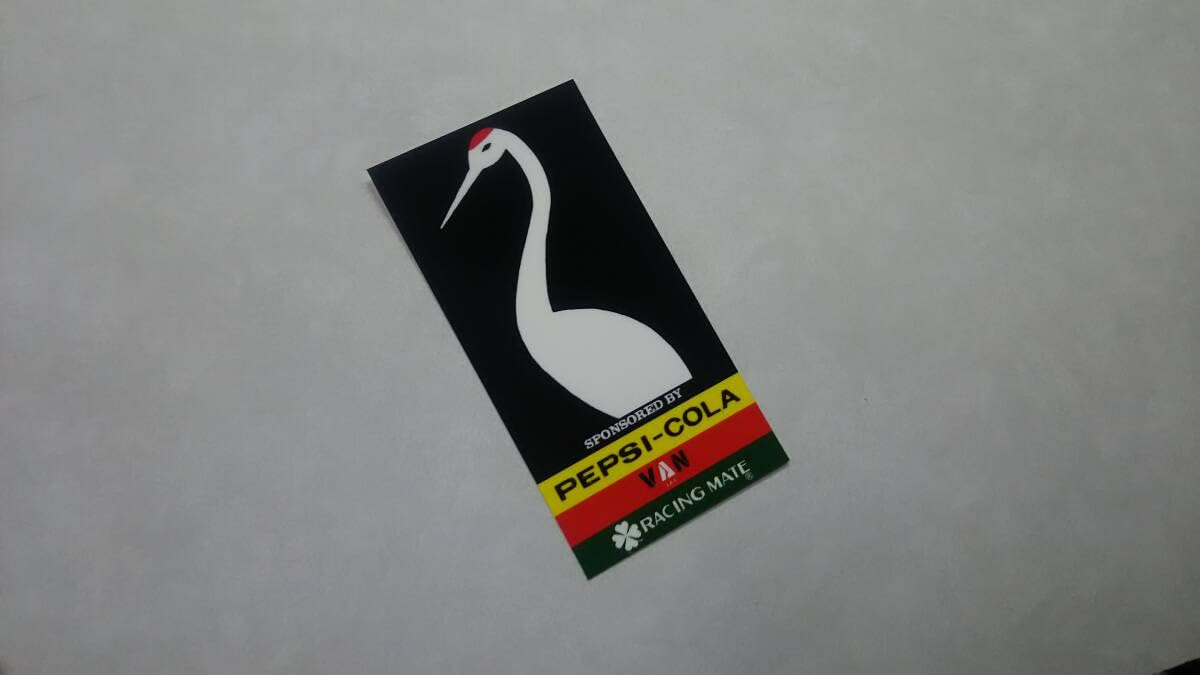 SPONSORED BY
PEPSI-COLA
VAN
RACING MATE®